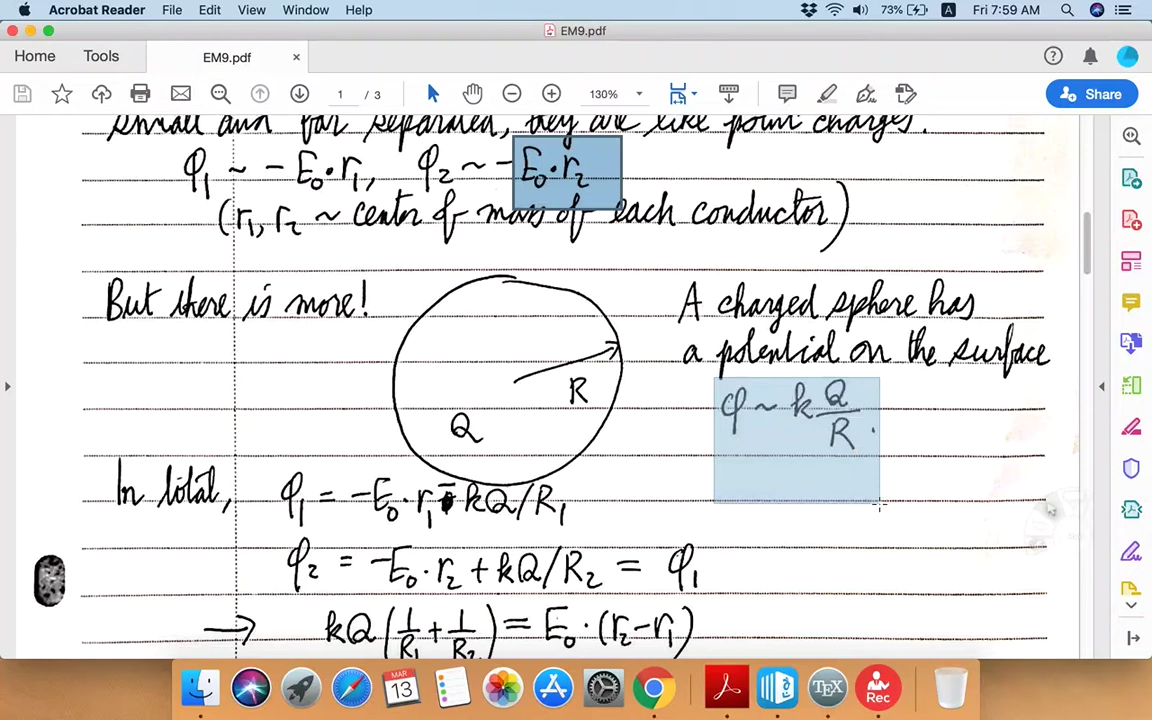 Acrobat Reader File Edit View Window Help 73% A Fri 7:59 AM
EM9.pdf
Home Tools EM9.pdf ×
1 / 3 130% Share
small and far separated, they are like point charges.
φ₁ ~ − E₀·r₁, φ₂ ~ − E₀·r₂
(r₁, r₂ ~ center of mass of each conductor)
But there is more!
R
Q
A charged sphere has
a potential on the surface
φ ~ k Q/R.
In total, φ₁ = −E₀·r₁ − kQ/R₁
φ₂ = −E₀·r₂ + kQ/R₂ = φ₁
→ kQ(1/R₁ + 1/R₂) = E₀·(r₂−r₁)
MAR
13
TEX
Rec